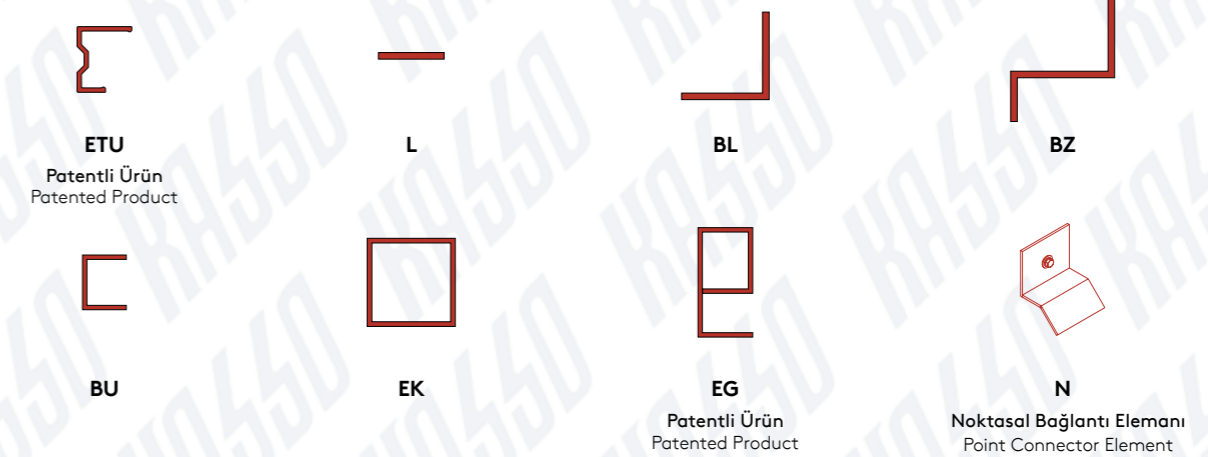 ETU
Patentli Ürün
Patented Product
L
BL
BZ
BU
EK
EG
Patentli Ürün
Patented Product
N
Noktasal Bağlantı Elemanı
Point Connector Element
KASSO